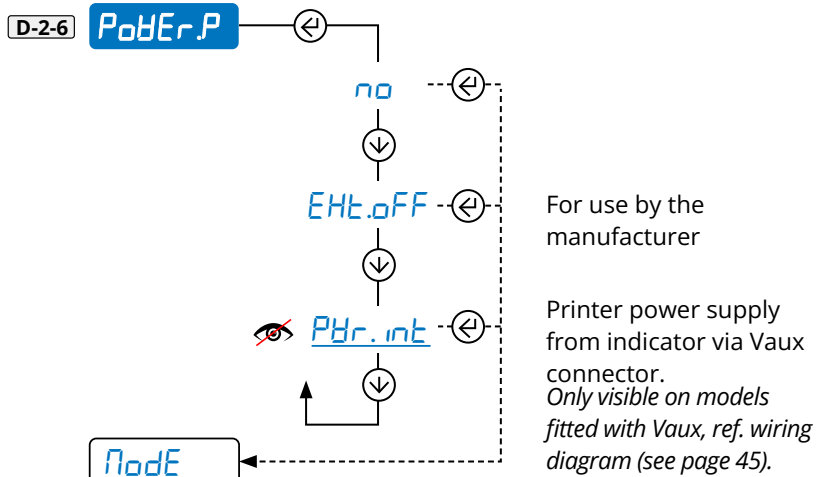 D-2-6 PoWEr.P
no
EXt.oFF
For use by the
manufacturer
PWr.int
Printer power supply
from indicator via Vaux
connector.
Only visible on models
fitted with Vaux, ref. wiring
diagram (see page 45).
ModE